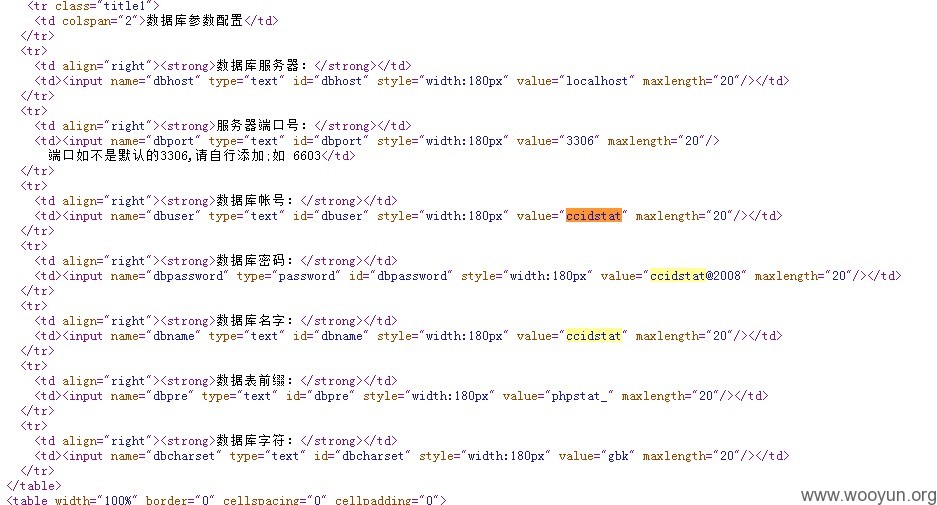 <tr class="title1">
<td colspan="2">数据库参数配置</td>
</tr>
<tr>
<td align="right"><strong>数据库服务器：</strong></td>
<td><input name="dbhost" type="text" id="dbhost" style="width:180px" value="localhost" maxlength="20"/></td>
</tr>
<tr>
<td align="right"><strong>服务器端口号：</strong></td>
<td><input name="dbport" type="text" id="dbport" style="width:180px" value="3306" maxlength="20"/>
端口如不是默认的3306,请自行添加;如 6603</td>
</tr>
<tr>
<td align="right"><strong>数据库帐号：</strong></td>
<td><input name="dbuser" type="text" id="dbuser" style="width:180px" value="ccidstat" maxlength="20"/></td>
</tr>
<tr>
<td align="right"><strong>数据库密码：</strong></td>
<td><input name="dbpassword" type="password" id="dbpassword" style="width:180px" value="ccidstat@2008" maxlength="20"/></td>
</tr>
<tr>
<td align="right"><strong>数据库名字：</strong></td>
<td><input name="dbname" type="text" id="dbname" style="width:180px" value="ccidstat" maxlength="20"/></td>
</tr>
<tr>
<td align="right"><strong>数据表前缀：</strong></td>
<td><input name="dbpre" type="text" id="dbpre" style="width:180px" value="phpstat_" maxlength="20"/></td>
</tr>
<tr>
<td align="right"><strong>数据库字符：</strong></td>
<td><input name="dbcharset" type="text" id="dbcharset" style="width:180px" value="gbk" maxlength="20"/></td>
</tr>
</table>
<table width="100%" border="0" cellspacing="0" cellpadding="0">
www.wooyun.org